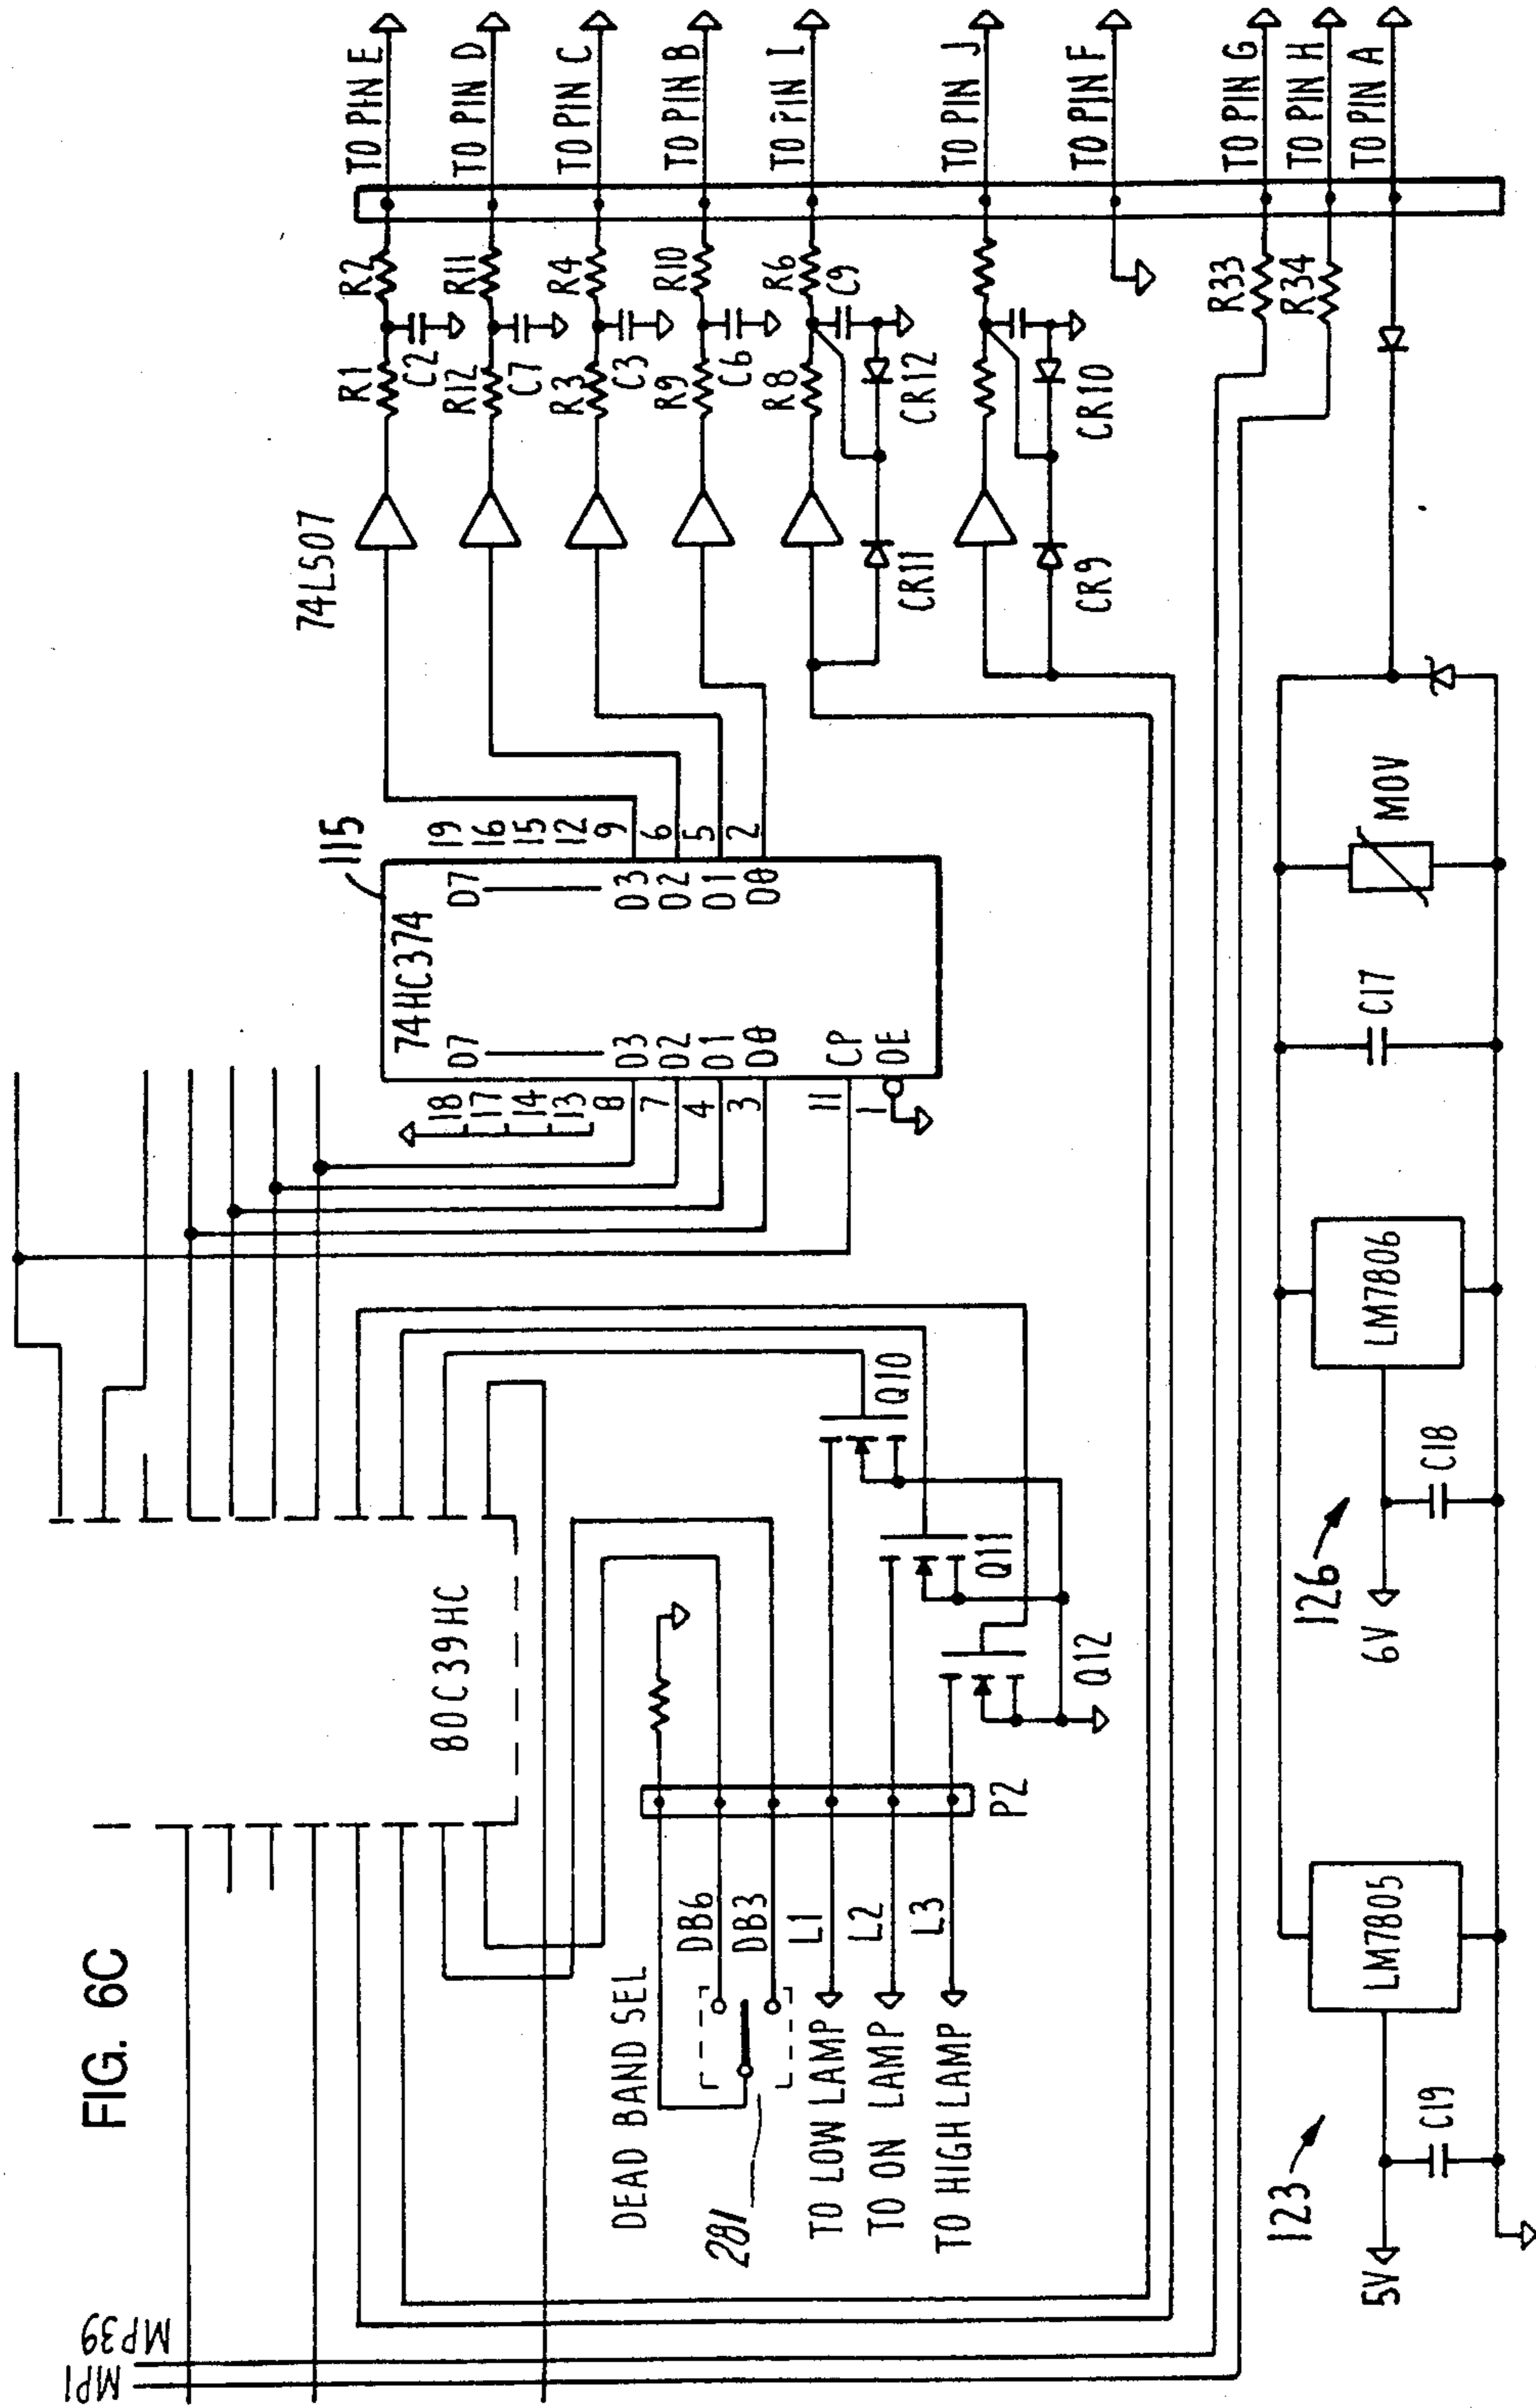 FIG. 6C
MP1
MP39
80C39HC
DEAD BAND SEL
281
DB6
DB3
L1
L2
L3
TO LOW LAMP
TO ON LAMP
TO HIGH LAMP
P2
Q10
Q11
Q12
115
74HC374
D7
D3
D2
D1
D0
CP
OE
18
17
14
13
8
7
4
3
11
1
D7
D3
D2
D1
D0
19
16
15
12
9
6
5
2
74LS07
R1
R2
C2
TO PIN E
R12
R11
C7
TO PIN D
R3
R4
C3
TO PIN C
R9
R10
C6
TO PIN B
R8
R6
C9
TO PIN I
CR11
CR12
TO PIN J
CR9
CR10
TO PIN F
R33
TO PIN G
R34
TO PIN H
TO PIN A
123
5V
C19
LM7805
126
6V
C18
LM7806
C17
MOV